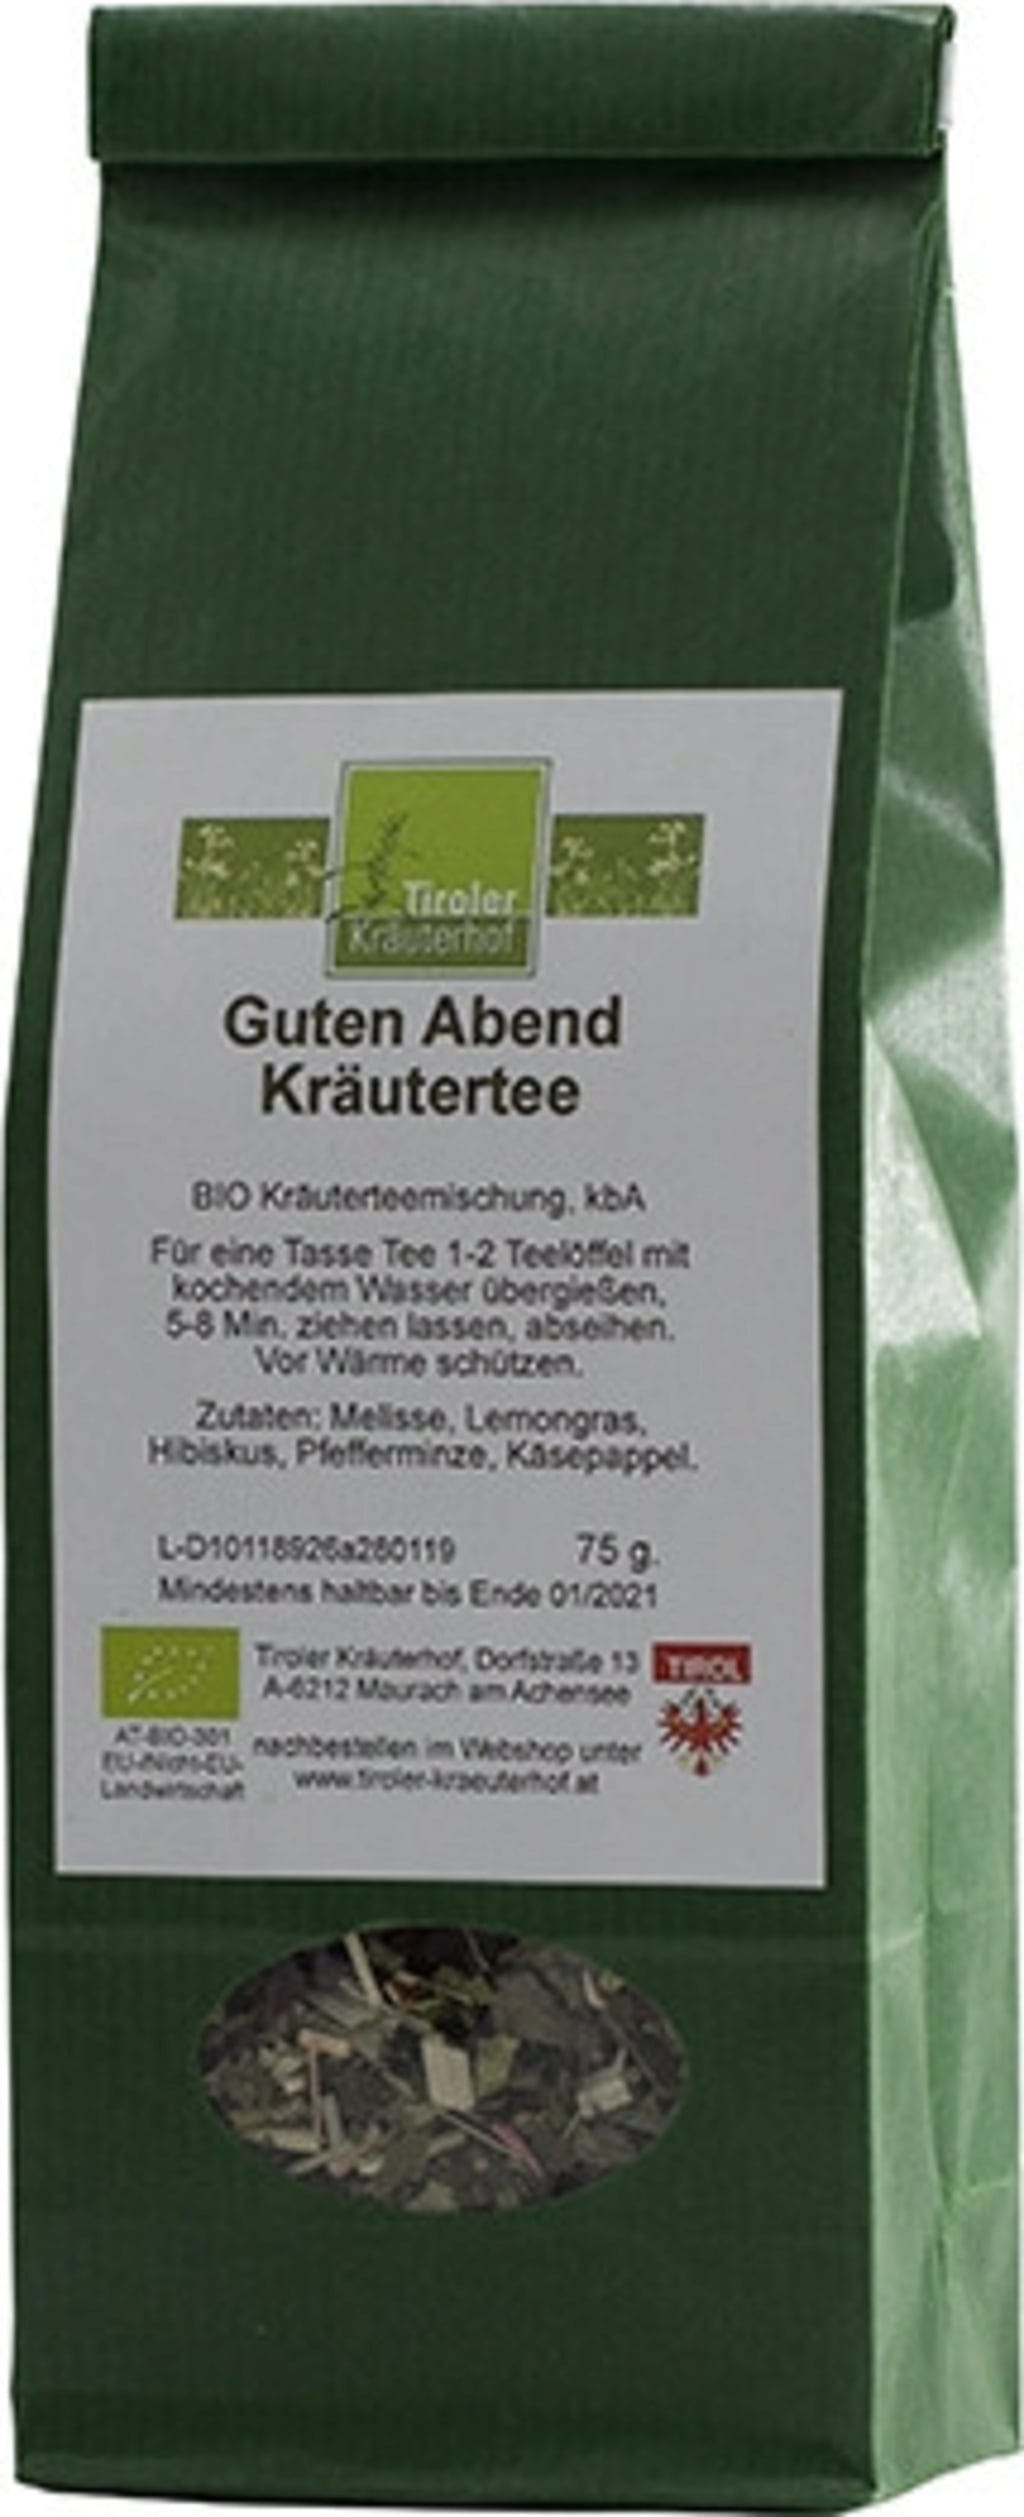 Tiroler
Kräuterhof
Guten Abend
Kräutertee
BIO Kräuterteemischung, kbA
Für eine Tasse Tee 1-2 Teelöffel mit
kochendem Wasser übergießen,
5-8 Min. ziehen lassen, abseihen.
Vor Wärme schützen.
Zutaten: Melisse, Lemongras,
Hibiskus, Pfefferminze, Käsepappel.
L-D10118926a280119 75 g.
Mindestens haltbar bis Ende 01/2021
Tiroler Kräuterhof, Dorfstraße 13
A-6212 Maurach am Achensee
TIROL
AT-BIO-301
EU-/Nicht-EU-
Landwirtschaft
nachbestellen im Webshop unter
www.tiroler-kraeuterhof.at